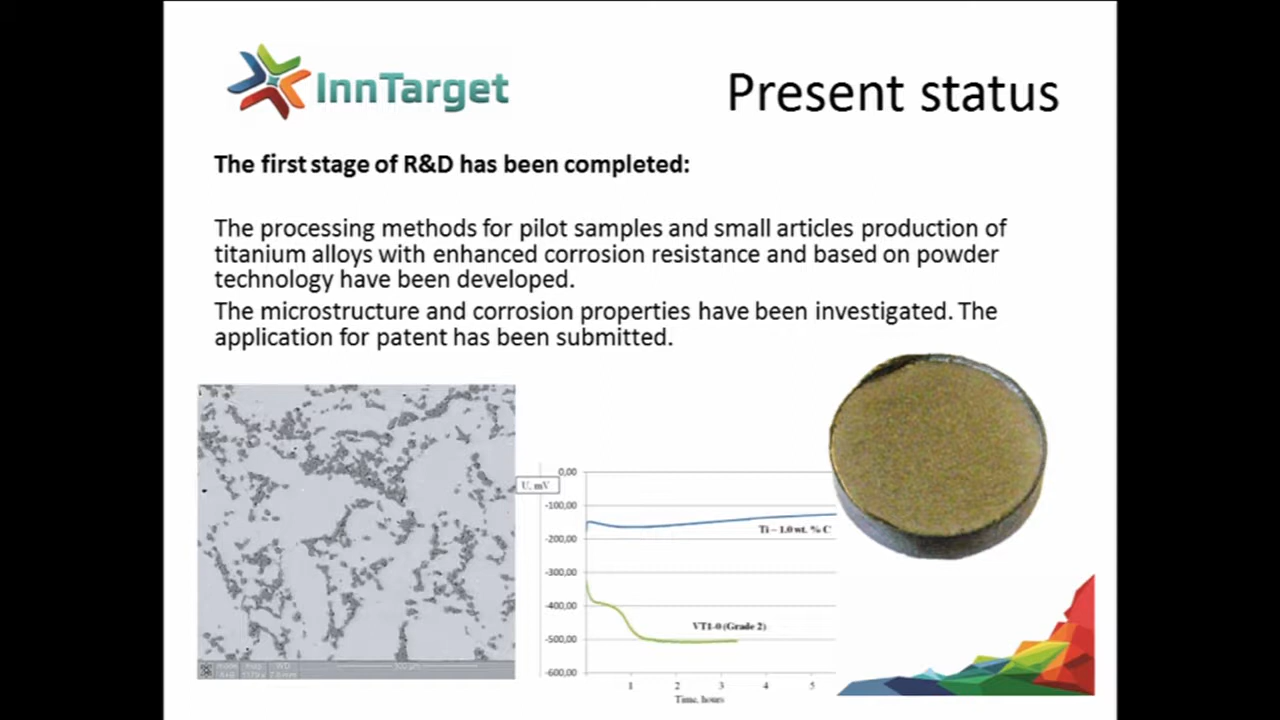 InnTarget
Present status
The first stage of R&D has been completed:
The processing methods for pilot samples and small articles production of
titanium alloys with enhanced corrosion resistance and based on powder
technology have been developed.
The microstructure and corrosion properties have been investigated. The
application for patent has been submitted.
U, mV
0,00
-100,00
-200,00
-300,00
-400,00
-500,00
-600,00
Ti – 1.0 wt. % C
VT1-0 (Grade 2)
1 2 3 4 5
Time, hours
WD